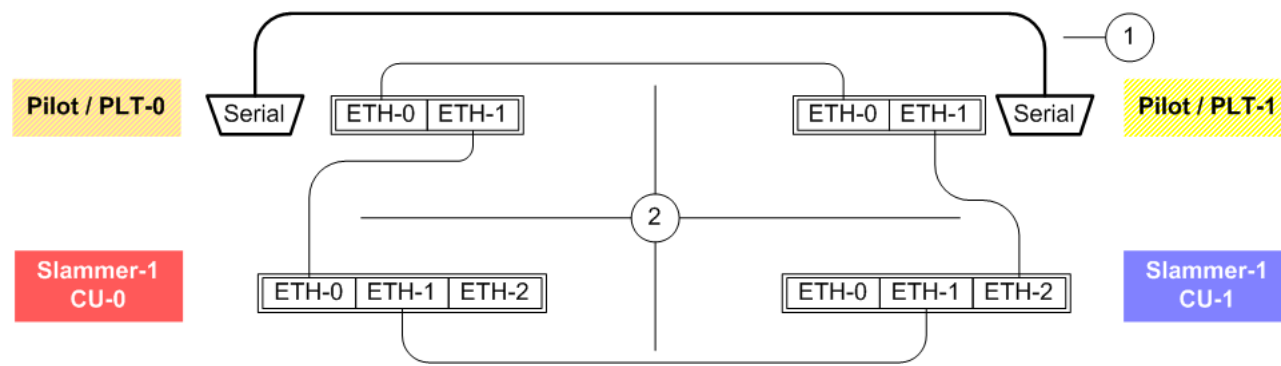 1
Pilot / PLT-0
Serial
ETH-0 ETH-1
ETH-0 ETH-1
Serial
Pilot / PLT-1
2
Slammer-1
CU-0
ETH-0 ETH-1 ETH-2
ETH-0 ETH-1 ETH-2
Slammer-1
CU-1